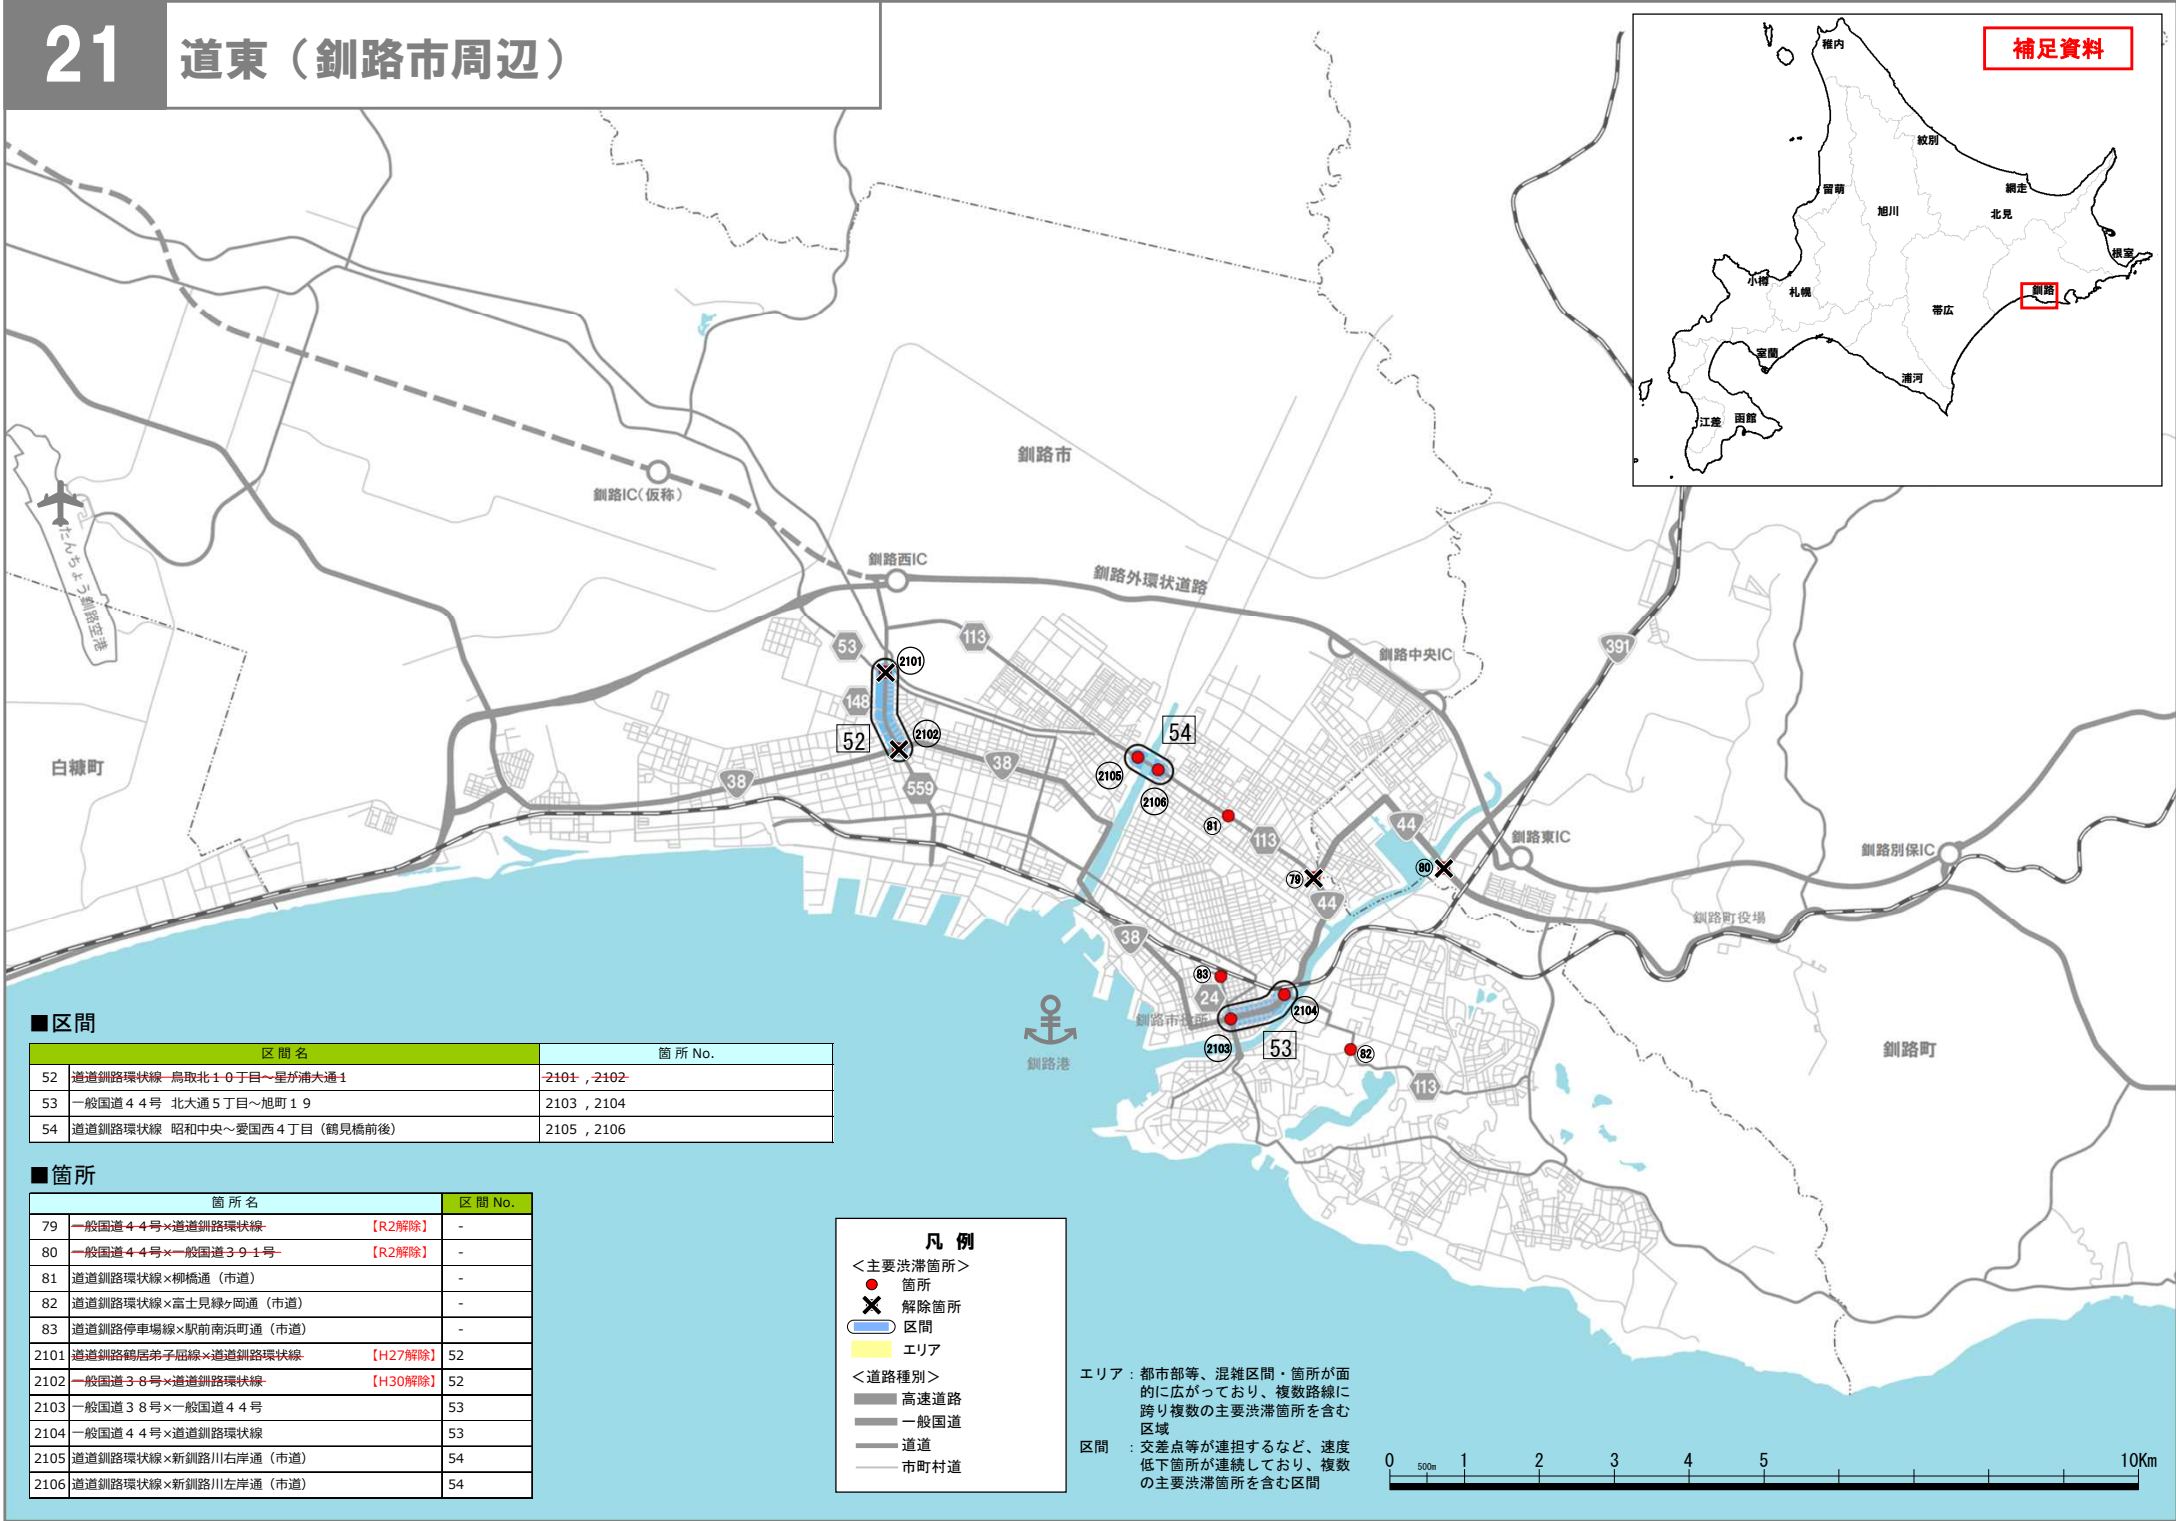 21
道東（釧路市周辺）
補足資料
稚内
紋別
留萌
網走
旭川
北見
根室
小樽
札幌
釧路
帯広
室蘭
浦河
江差
函館
釧路市
釧路IC(仮称)
たんちょう釧路空港
釧路西IC
釧路外環状道路
釧路中央IC
391
53
113
2101
148
52
2102
54
38
38
559
2105
2106
81
113
44
79
80
44
釧路東IC
釧路別保IC
釧路町役場
白糠町
38
83
24
釧路市役所
2104
2103
53
82
113
釧路港
釧路町
■区間
区間名 箇所No.
52 道道釧路環状線 鳥取北１０丁目～星が浦大通1 2101 , 2102
53 一般国道４４号 北大通５丁目～旭町１９ 2103 , 2104
54 道道釧路環状線 昭和中央～愛国西４丁目（鶴見橋前後） 2105 , 2106
■箇所
箇所名 区間No.
79 一般国道４４号×道道釧路環状線 【R2解除】 -
80 一般国道４４号×一般国道３９１号 【R2解除】 -
81 道道釧路環状線×柳橋通（市道） -
82 道道釧路環状線×富士見緑ヶ岡通（市道） -
83 道道釧路停車場線×駅前南浜町通（市道） -
2101 道道釧路鶴居弟子屈線×道道釧路環状線 【H27解除】 52
2102 一般国道３８号×道道釧路環状線 【H30解除】 52
2103 一般国道３８号×一般国道４４号 53
2104 一般国道４４号×道道釧路環状線 53
2105 道道釧路環状線×新釧路川右岸通（市道） 54
2106 道道釧路環状線×新釧路川左岸通（市道） 54
凡例
＜主要渋滞箇所＞
箇所
解除箇所
区間
エリア
＜道路種別＞
高速道路
一般国道
道道
市町村道
エリア：都市部等、混雑区間・箇所が面
的に広がっており、複数路線に
跨り複数の主要渋滞箇所を含む
区域
区間 ：交差点等が連担するなど、速度
低下箇所が連続しており、複数
の主要渋滞箇所を含む区間
0 500m 1 2 3 4 5 10Km